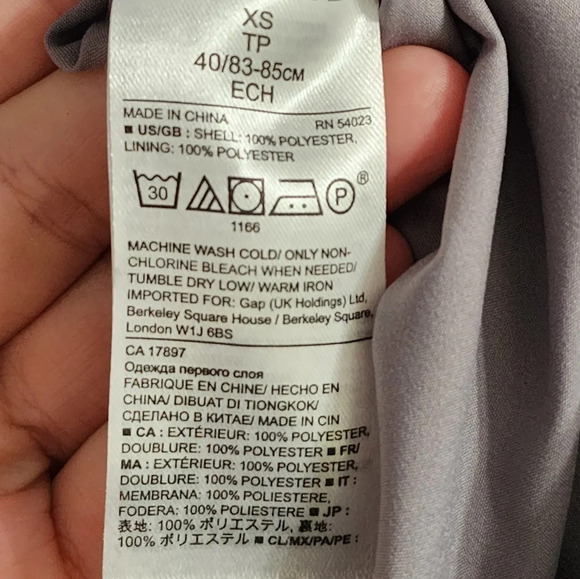 XS
TP
40/83-85CM
ECH
MADE IN CHINA RN 54023
■ US/GB : SHELL: 100% POLYESTER,
LINING: 100% POLYESTER
30 P ®
1166
MACHINE WASH COLD/ ONLY NON-
CHLORINE BLEACH WHEN NEEDED/
TUMBLE DRY LOW/ WARM IRON
IMPORTED FOR: Gap (UK Holdings) Ltd,
Berkeley Square House / Berkeley Square,
London W1J 6BS
CA 17897
Одежда первого слоя
FABRIQUE EN CHINE/ HECHO EN
CHINA/ DIBUAT DI TIONGKOK/
СДЕЛАНО В КИТАЕ/ MADE IN CIN
■ CA : EXTÉRIEUR: 100% POLYESTER,
DOUBLURE: 100% POLYESTER ■ FR/
MA : EXTÉRIEUR: 100% POLYESTER,
DOUBLURE: 100% POLYESTER ■ IT :
MEMBRANA: 100% POLIESTERE,
FODERA: 100% POLIESTERE ■ JP :
表地: 100% ポリエステル, 裏地:
100% ポリエステル ■ CL/MX/PA/PE :